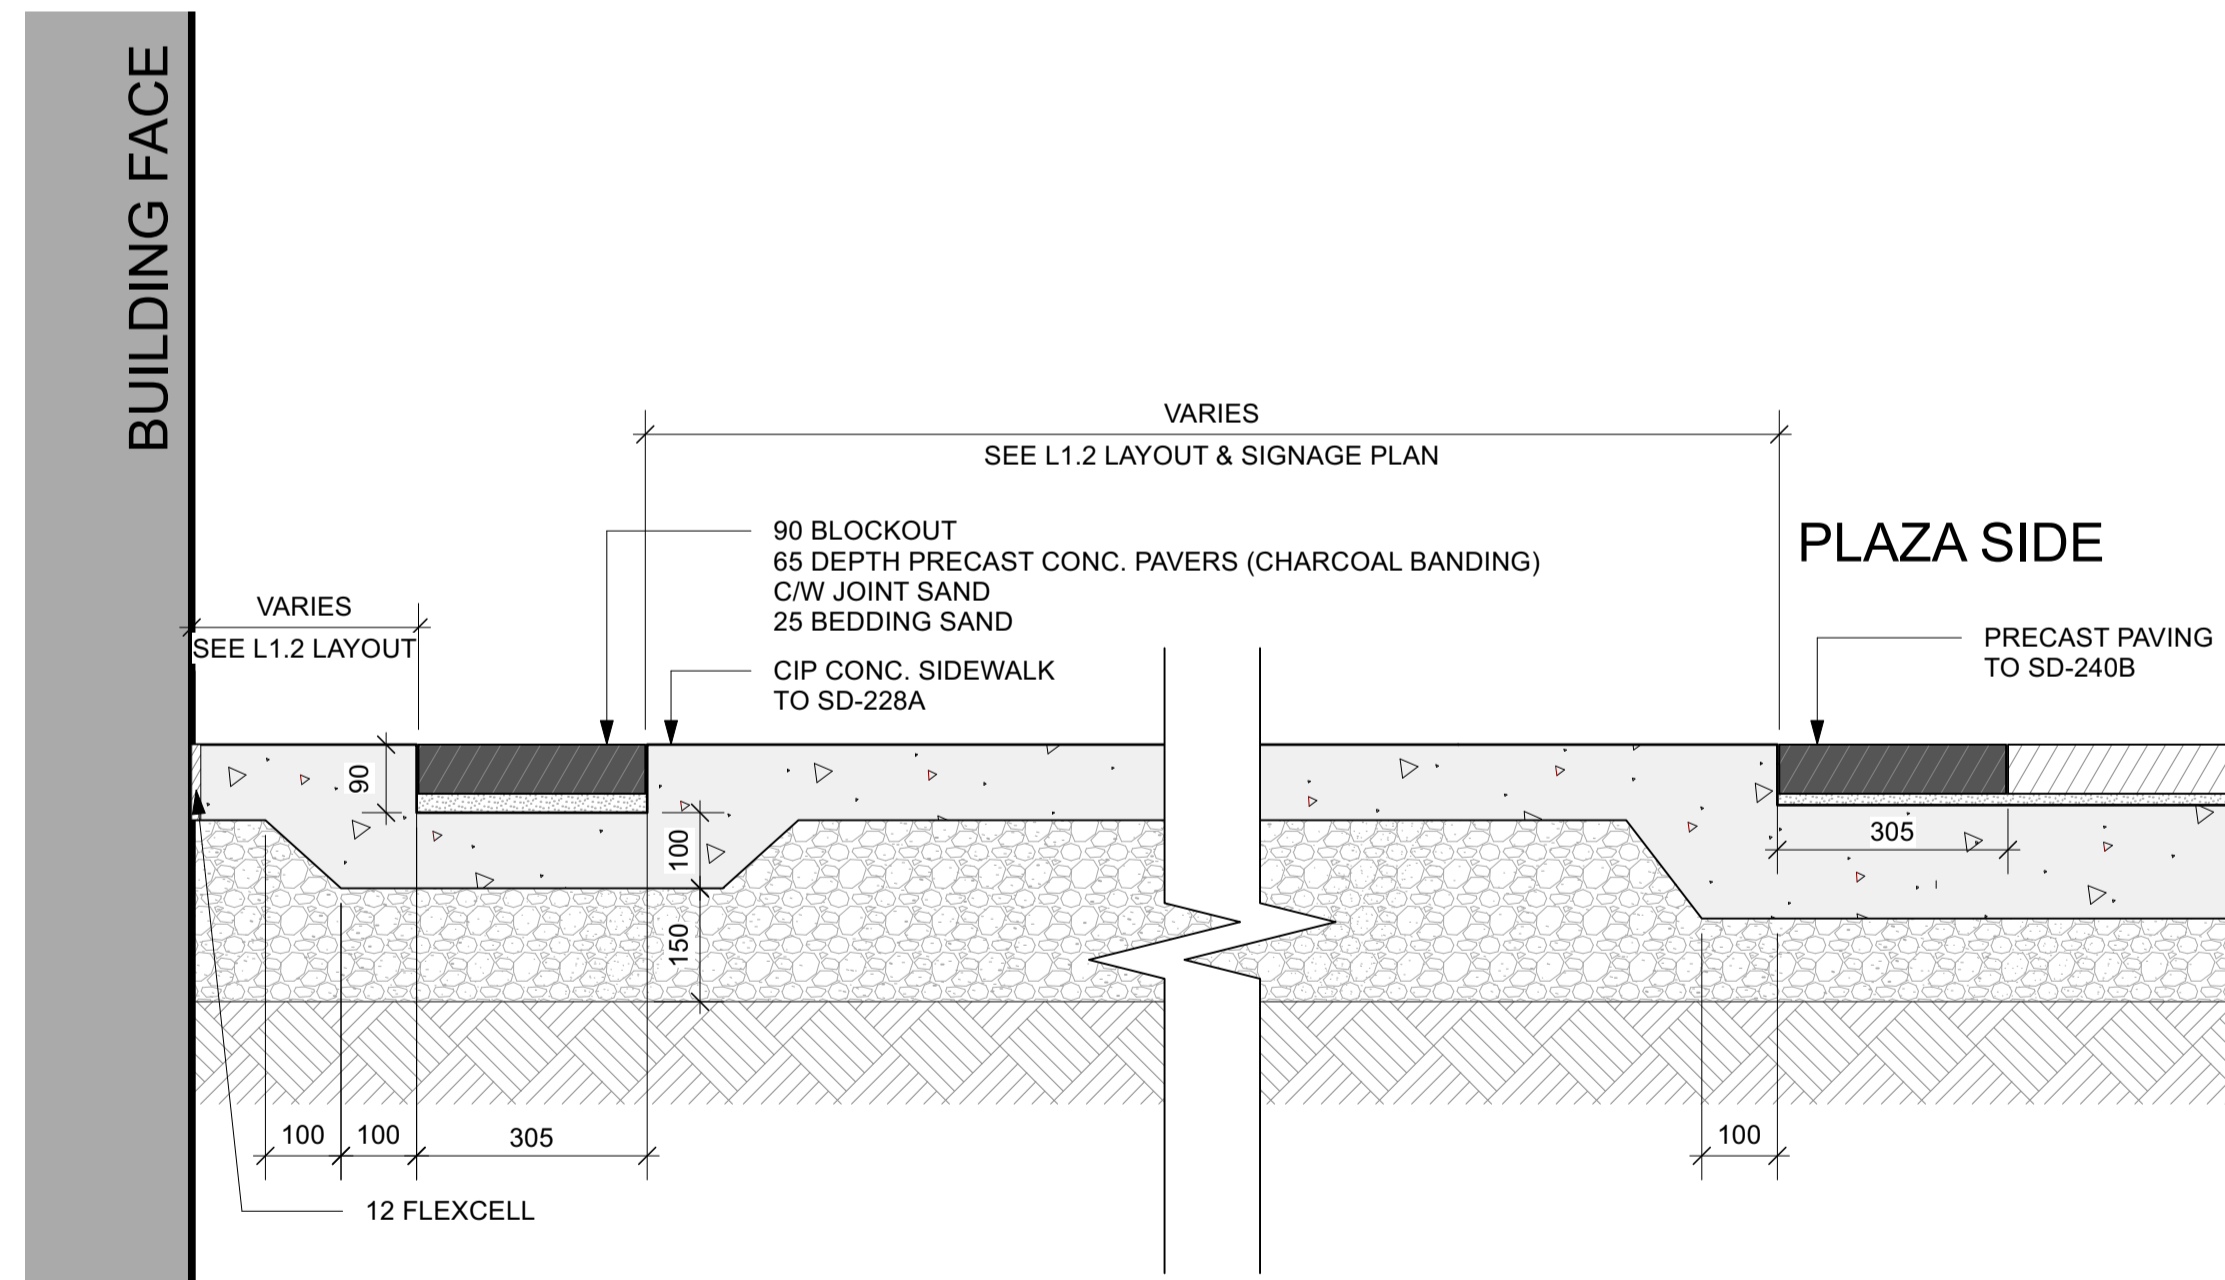 BUILDING FACE
VARIES
SEE L1.2 LAYOUT & SIGNAGE PLAN
90 BLOCKOUT
65 DEPTH PRECAST CONC. PAVERS (CHARCOAL BANDING)
C/W JOINT SAND
25 BEDDING SAND
PLAZA SIDE
VARIES
SEE L1.2 LAYOUT
CIP CONC. SIDEWALK
TO SD-228A
PRECAST PAVING
TO SD-240B
90
100
150
305
100
100
305
100
12 FLEXCELL